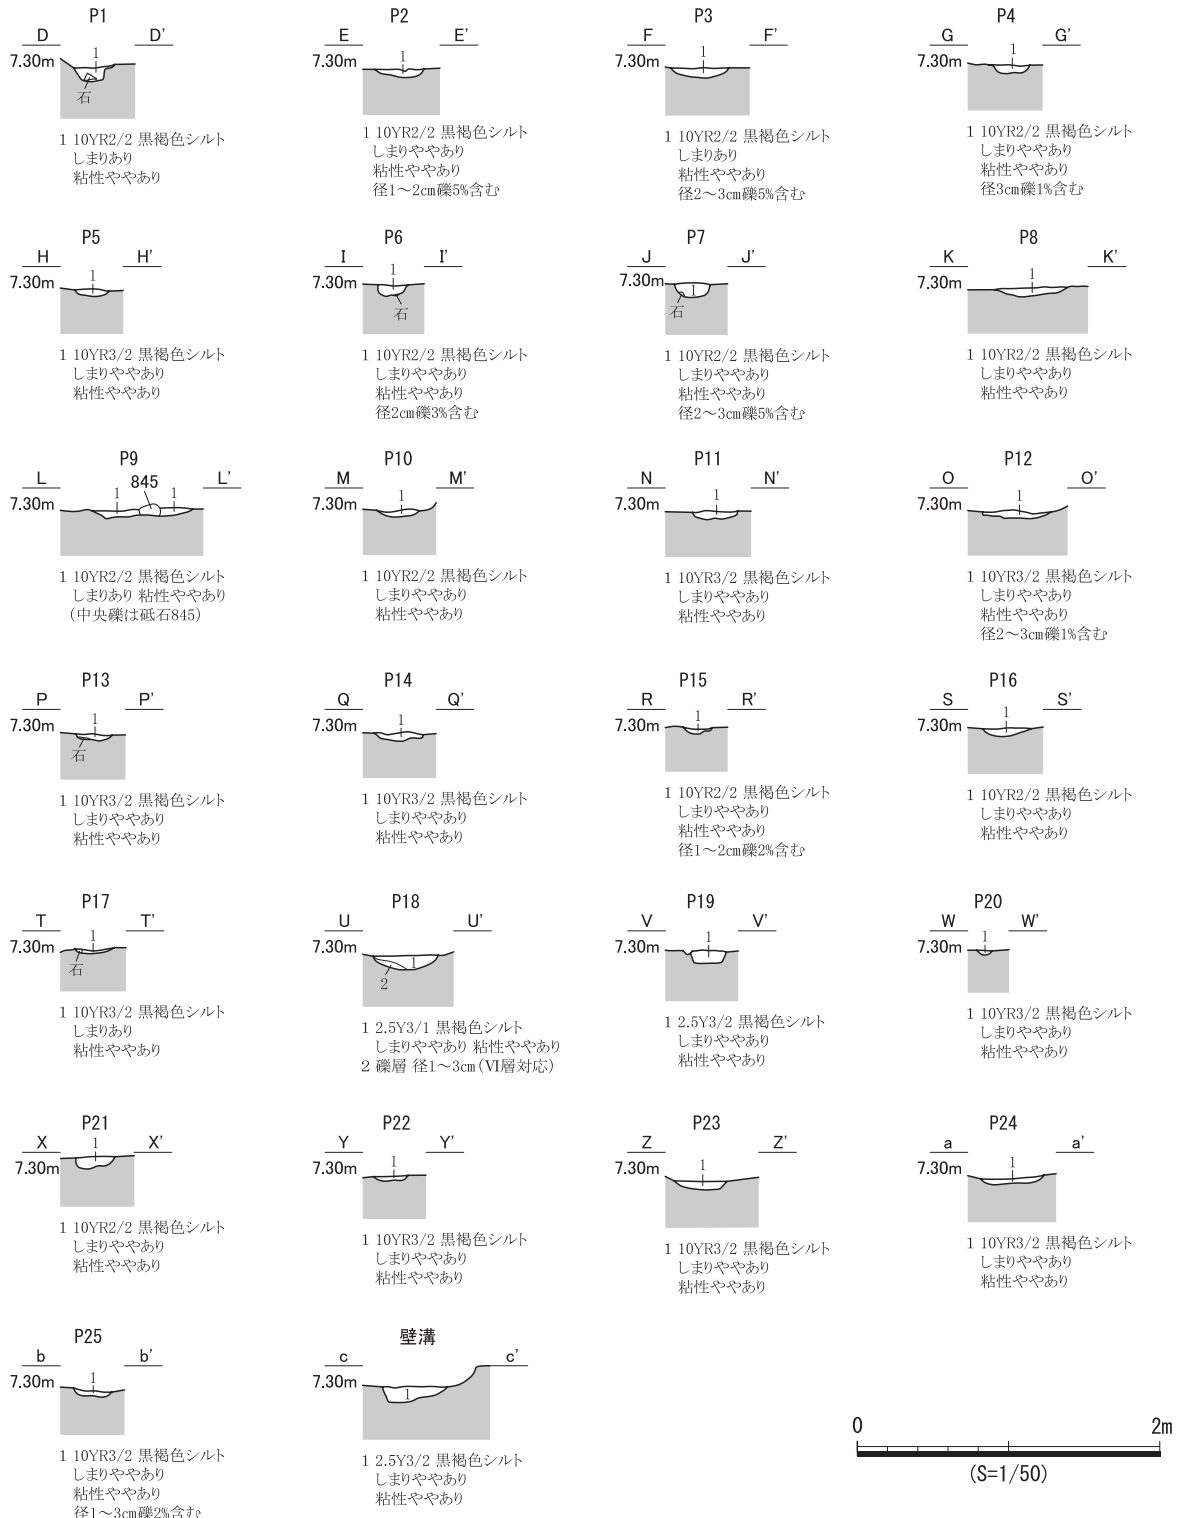 P1
D D'
7.30m
1
石
1 10YR2/2 黒褐色シルト
しまりあり
粘性ややあり
P2
E E'
7.30m
1
1 10YR2/2 黒褐色シルト
しまりややあり
粘性ややあり
径1～2cm礫5%含む
P3
F F'
7.30m
1
1 10YR2/2 黒褐色シルト
しまりあり
粘性ややあり
径2～3cm礫5%含む
P4
G G'
7.30m
1
1 10YR2/2 黒褐色シルト
しまりややあり
粘性ややあり
径3cm礫1%含む
P5
H H'
7.30m
1
1 10YR3/2 黒褐色シルト
しまりややあり
粘性ややあり
P6
I I'
7.30m
1
石
1 10YR2/2 黒褐色シルト
しまりややあり
粘性ややあり
径2cm礫3%含む
P7
J J'
7.30m
1
石
1 10YR2/2 黒褐色シルト
しまりややあり
粘性ややあり
径2～3cm礫5%含む
P8
K K'
7.30m
1
1 10YR2/2 黒褐色シルト
しまりややあり
粘性ややあり
P9
L L'
7.30m
1 845 1
1 10YR2/2 黒褐色シルト
しまりあり 粘性ややあり
(中央礫は砥石845)
P10
M M'
7.30m
1
1 10YR2/2 黒褐色シルト
しまりややあり
粘性ややあり
P11
N N'
7.30m
1
1 10YR3/2 黒褐色シルト
しまりややあり
粘性ややあり
P12
O O'
7.30m
1
1 10YR3/2 黒褐色シルト
しまりややあり
粘性ややあり
径2～3cm礫1%含む
P13
P P'
7.30m
1
石
1 10YR3/2 黒褐色シルト
しまりややあり
粘性ややあり
P14
Q Q'
7.30m
1
1 10YR3/2 黒褐色シルト
しまりややあり
粘性ややあり
P15
R R'
7.30m
1
1 10YR2/2 黒褐色シルト
しまりややあり
粘性ややあり
径1～2cm礫2%含む
P16
S S'
7.30m
1
1 10YR2/2 黒褐色シルト
しまりややあり
粘性ややあり
P17
T T'
7.30m
1
石
1 10YR3/2 黒褐色シルト
しまりあり
粘性ややあり
P18
U U'
7.30m
1
2
1 2.5Y3/1 黒褐色シルト
しまりややあり 粘性ややあり
2 礫層 径1～3cm(Ⅵ層対応)
P19
V V'
7.30m
1
1 2.5Y3/2 黒褐色シルト
しまりややあり
粘性ややあり
P20
W W'
7.30m
1
1 10YR3/2 黒褐色シルト
しまりややあり
粘性ややあり
P21
X X'
7.30m
1
1 10YR2/2 黒褐色シルト
しまりややあり
粘性ややあり
P22
Y Y'
7.30m
1
1 10YR3/2 黒褐色シルト
しまりややあり
粘性ややあり
P23
Z Z'
7.30m
1
1 10YR3/2 黒褐色シルト
しまりややあり
粘性ややあり
P24
a a'
7.30m
1
1 10YR3/2 黒褐色シルト
しまりややあり
粘性ややあり
P25
b b'
7.30m
1
1 10YR3/2 黒褐色シルト
しまりややあり
粘性ややあり
径1～3cm礫2%含む
壁溝
c c'
7.30m
1
1 2.5Y3/2 黒褐色シルト
しまりややあり
粘性ややあり
0 2m
(S=1/50)